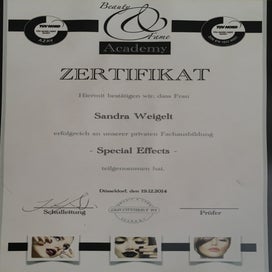 Beauty
& Fame
Academy
ZERTIFIKAT
Hiermit bestätigen wir, dass Frau
Sandra Weigelt
erfolgreich an unserer privaten Fachausbildung
- Special Effects -
teilgenommen hat.
Düsseldorf, den 19.12.2014
Schulleitung
Prüfer